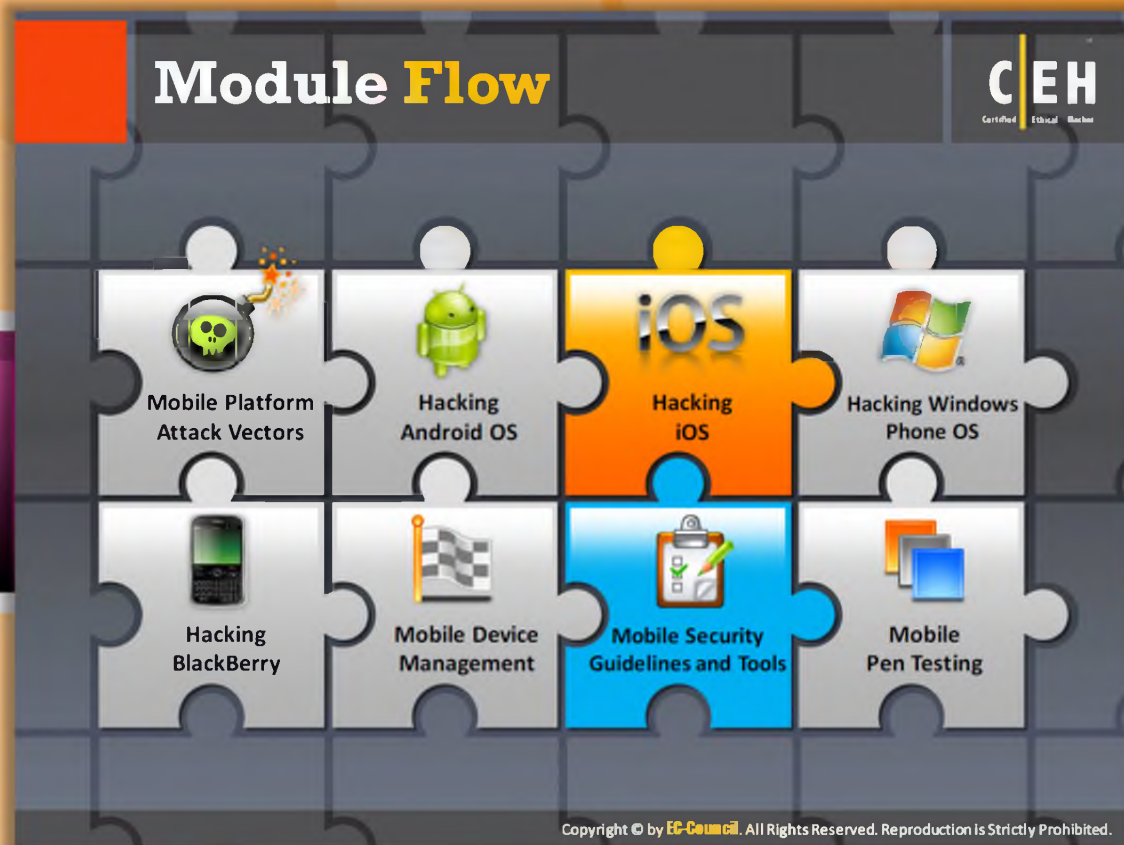 Module Flow
C EH
Certified Ethical Hacker
Mobile Platform
Attack Vectors
Hacking
Android OS
iOS
Hacking
iOS
Hacking Windows
Phone OS
Hacking
BlackBerry
Mobile Device
Management
Mobile Security
Guidelines and Tools
Mobile
Pen Testing
Copyright © by EC-Council. All Rights Reserved. Reproduction is Strictly Prohibited.